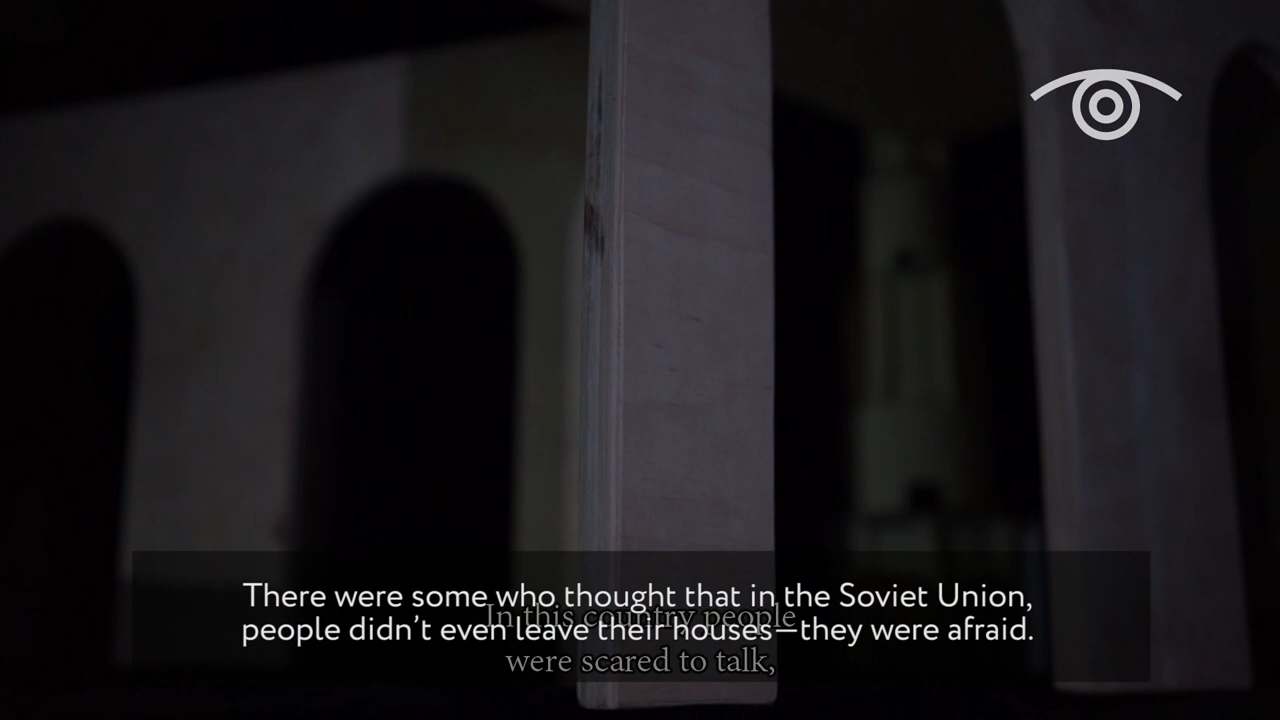 There were some who thought that in the Soviet Union,
people didn't even leave their houses—they were afraid.
In this country people
were scared to talk,